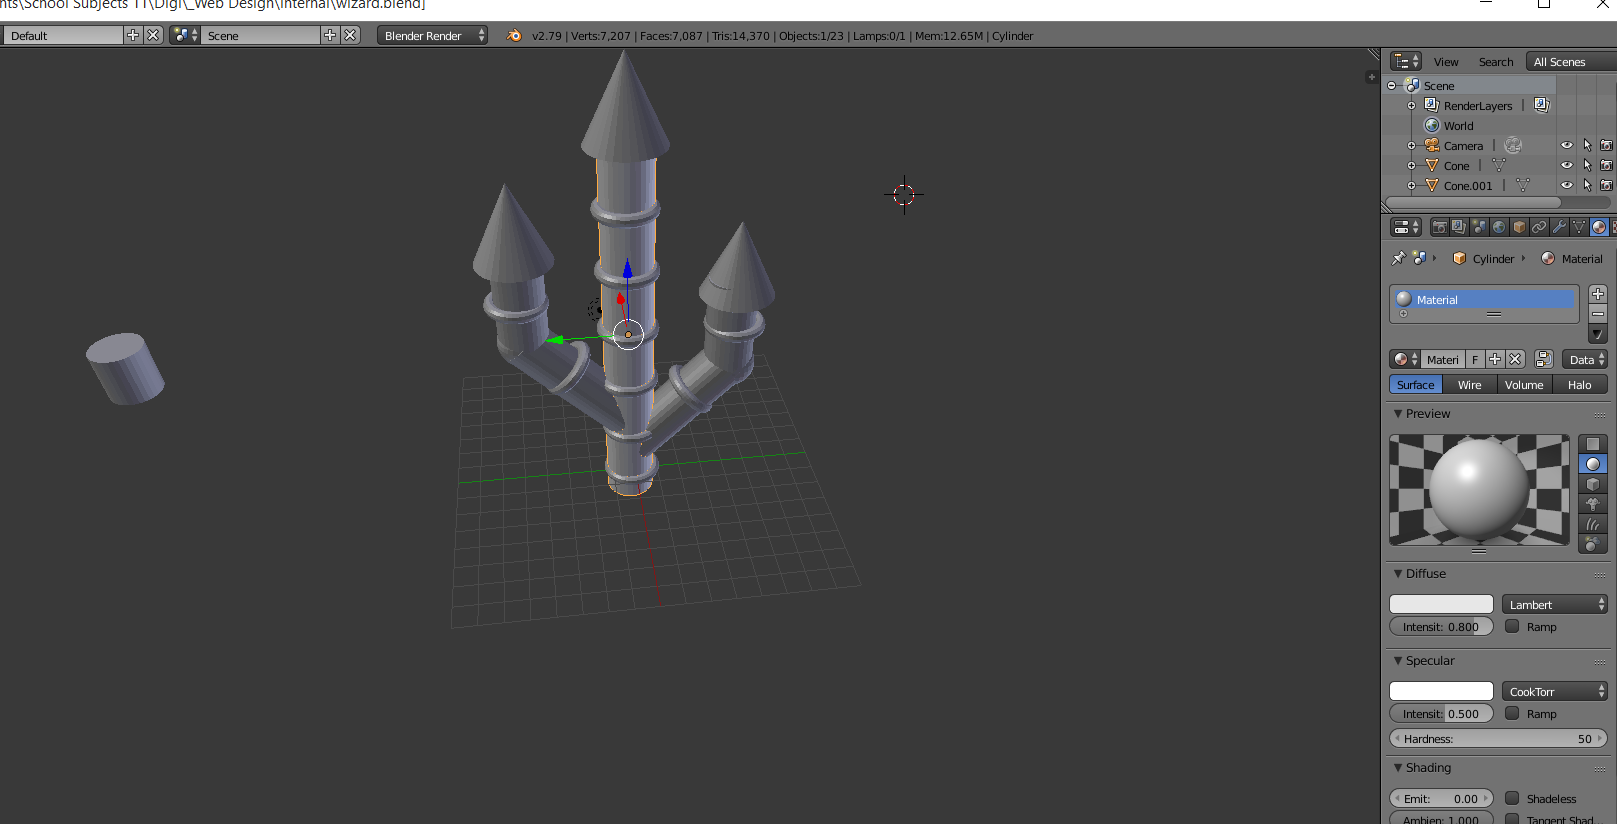 nts\School Subjects 11\Digi\_Web Design\Internal\wizard.blend]
Default Scene Blender Render v2.79 | Verts:7,207 | Faces:7,087 | Tris:14,370 | Objects:1/23 | Lamps:0/1 | Mem:12.65M | Cylinder
View Search All Scenes
Scene
RenderLayers |
World
Camera |
Cone |
Cone.001 |
Cylinder Material
Material
Materi F Data
Surface Wire Volume Halo
Preview
Diffuse
Lambert
Intensit: 0.800 Ramp
Specular
CookTorr
Intensit: 0.500 Ramp
Hardness: 50
Shading
Emit: 0.00 Shadeless
Ambien: 1.000 Tangent Shad...